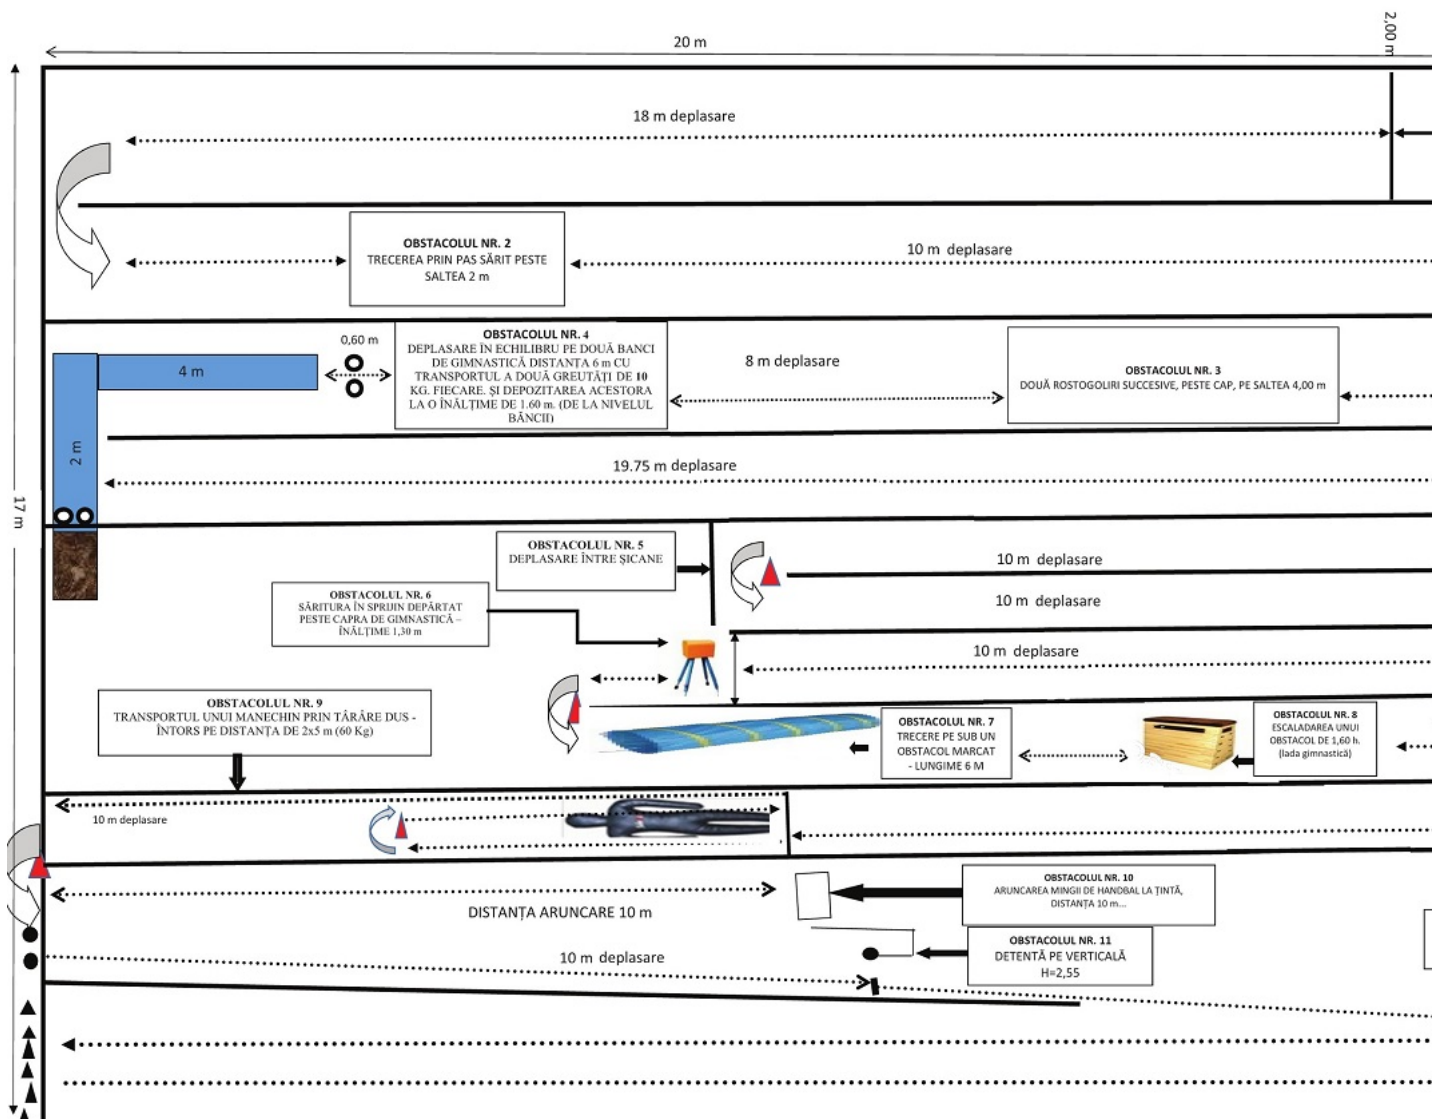 2,00 m
20 m
18 m deplasare
OBSTACOLUL NR. 2
TRECEREA PRIN PAS SĂRIT PESTE
SALTEA 2 m
10 m deplasare
4 m
0,60 m
OBSTACOLUL NR. 4
DEPLASARE ÎN ECHILIBRU PE DOUĂ BANCI
DE GIMNASTICĂ DISTANȚA 6 m CU
TRANSPORTUL A DOUĂ GREUTĂȚI DE 10
KG. FIECARE. ȘI DEPOZITAREA ACESTORA
LA O ÎNĂLȚIME DE 1.60 m. (DE LA NIVELUL
BĂNCII)
8 m deplasare
OBSTACOLUL NR. 3
DOUĂ ROSTOGOLIRI SUCCESIVE, PESTE CAP, PE SALTEA 4,00 m
2 m
19.75 m deplasare
17 m
OBSTACOLUL NR. 5
DEPLASARE ÎNTRE ȘICANE
10 m deplasare
OBSTACOLUL NR. 6
SĂRITURA ÎN SPRIJIN DEPĂRTAT
PESTE CAPRA DE GIMNASTICĂ –
ÎNĂLȚIME 1,30 m
10 m deplasare
10 m deplasare
OBSTACOLUL NR. 9
TRANSPORTUL UNUI MANECHIN PRIN TÂRÂRE DUS -
ÎNTORS PE DISTANȚA DE 2x5 m (60 Kg)
OBSTACOLUL NR. 7
TRECERE PE SUB UN
OBSTACOL MARCAT
- LUNGIME 6 M
OBSTACOLUL NR. 8
ESCALADAREA UNUI
OBSTACOL DE 1,60 h.
(lada gimnastică)
10 m deplasare
OBSTACOLUL NR. 10
ARUNCAREA MINGII DE HANDBAL LA ȚINTĂ,
DISTANȚA 10 m...
DISTANȚA ARUNCARE 10 m
OBSTACOLUL NR. 11
DETENTĂ PE VERTICALĂ
H=2,55
10 m deplasare